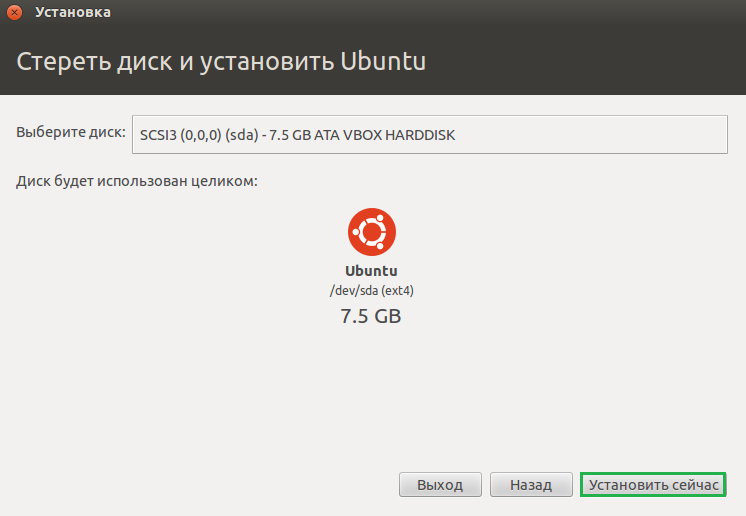 Установка
Стереть диск и установить Ubuntu
Выберите диск: SCSI3 (0,0,0) (sda) - 7.5 GB ATA VBOX HARDDISK
Диск будет использован целиком:
Ubuntu
/dev/sda (ext4)
7.5 GB
Выход Назад Установить сейчас